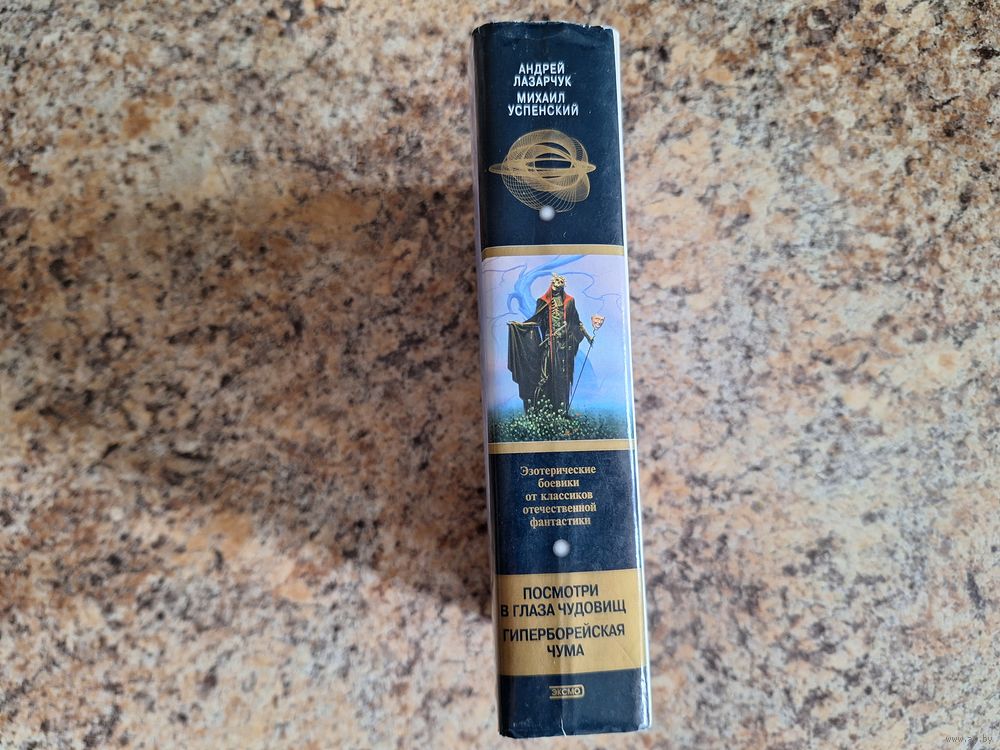 АНДРЕЙ
ЛАЗАРЧУК
МИХАИЛ
УСПЕНСКИЙ
Эзотерические
боевики
от классиков
отечественной
фантастики
ПОСМОТРИ
В ГЛАЗА ЧУДОВИЩ
ГИПЕРБОРЕЙСКАЯ
ЧУМА
ЭКСМО